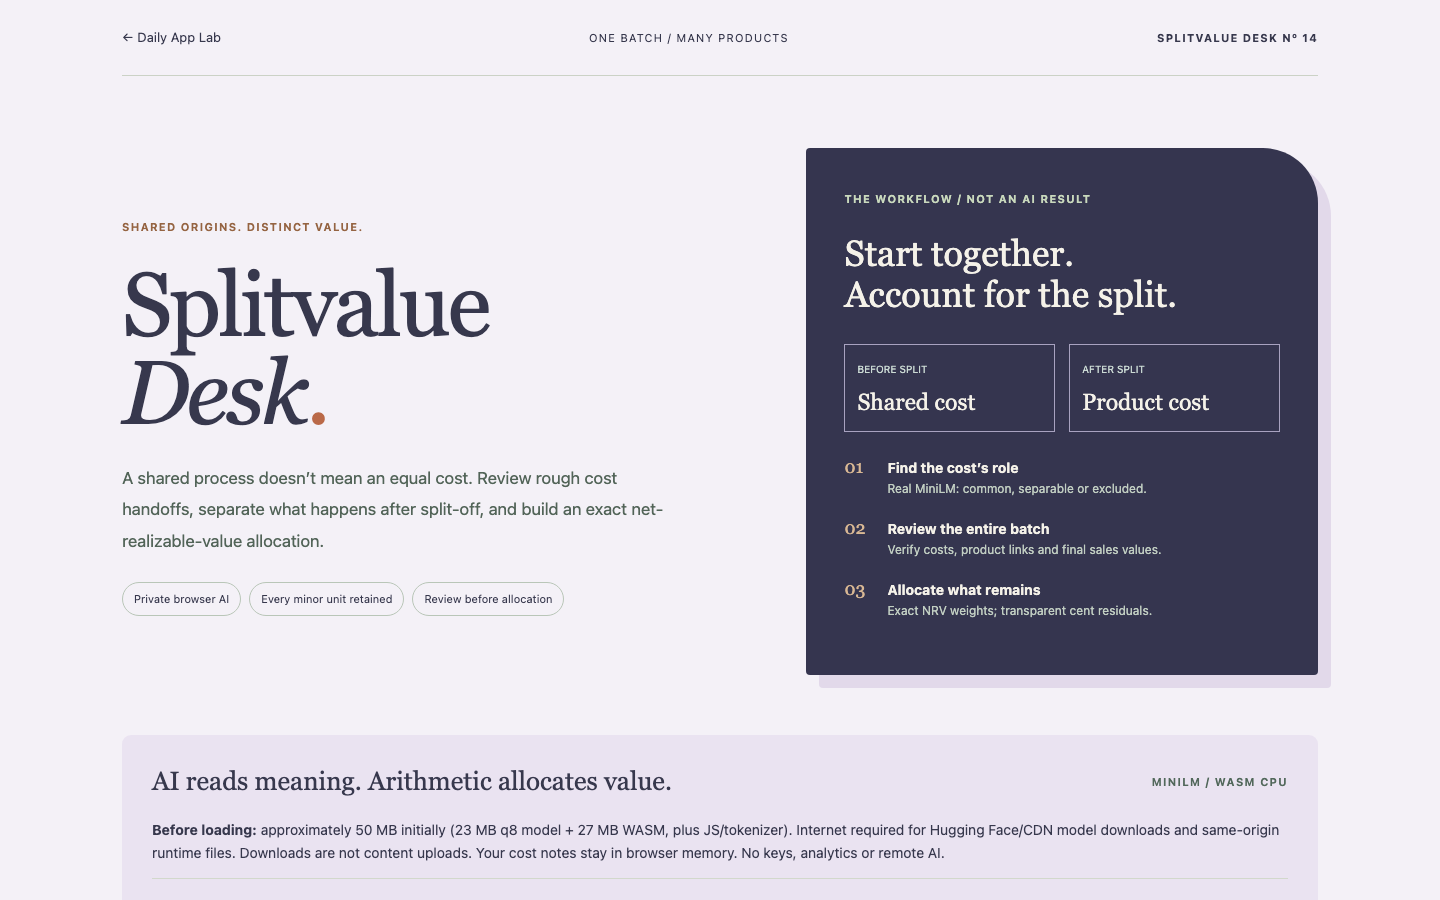 ← Daily App Lab
ONE BATCH / MANY PRODUCTS
SPLITVALUE DESK Nº 14
SHARED ORIGINS. DISTINCT VALUE.
Splitvalue
Desk.
A shared process doesn’t mean an equal cost. Review rough cost
handoffs, separate what happens after split-off, and build an exact net-
realizable-value allocation.
Private browser AI
Every minor unit retained
Review before allocation
THE WORKFLOW / NOT AN AI RESULT
Start together.
Account for the split.
BEFORE SPLIT
Shared cost
AFTER SPLIT
Product cost
01
Find the cost’s role
Real MiniLM: common, separable or excluded.
02
Review the entire batch
Verify costs, product links and final sales values.
03
Allocate what remains
Exact NRV weights; transparent cent residuals.
AI reads meaning. Arithmetic allocates value.
MINILM / WASM CPU
Before loading: approximately 50 MB initially (23 MB q8 model + 27 MB WASM, plus JS/tokenizer). Internet required for Hugging Face/CDN model downloads and same-origin
runtime files. Downloads are not content uploads. Your cost notes stay in browser memory. No keys, analytics or remote AI.